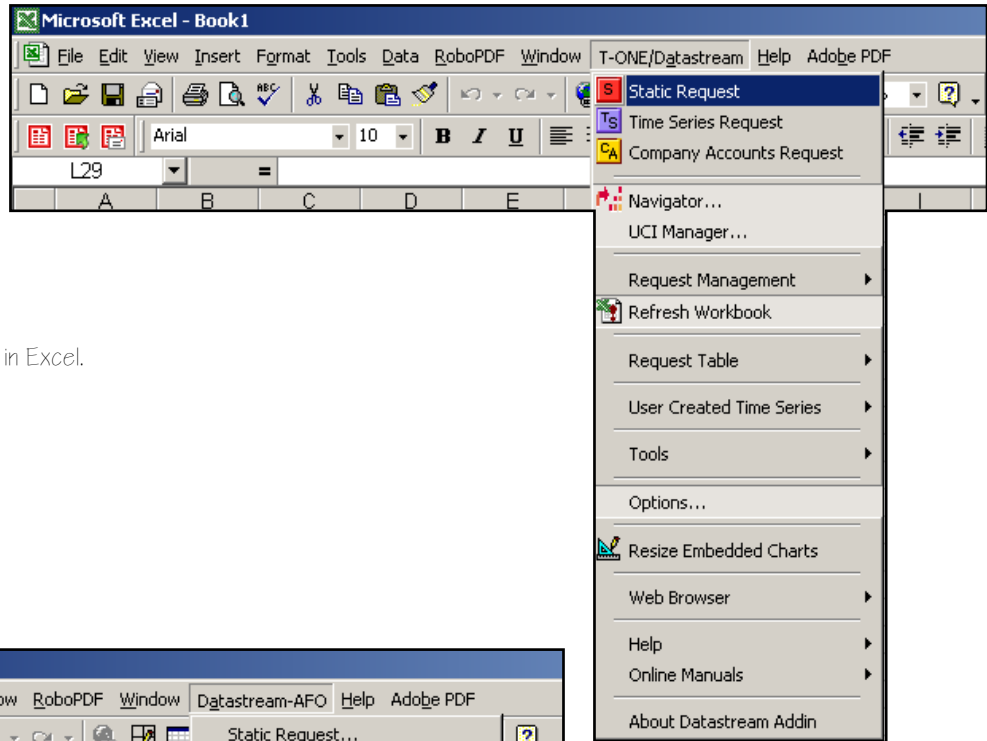 Microsoft Excel - Book1
File Edit View Insert Format Tools Data RoboPDF Window T-ONE/Datastream Help Adobe PDF
ABC
Arial 10 B I U
L29 =
A B C D E I
S Static Request
TS Time Series Request
CA Company Accounts Request
Navigator...
UCI Manager...
Request Management
Refresh Workbook
Request Table
User Created Time Series
Tools
Options...
Resize Embedded Charts
Web Browser
Help
Online Manuals
About Datastream Addin
in Excel.
ow RoboPDF Window Datastream-AFO Help Adobe PDF
Static Request...